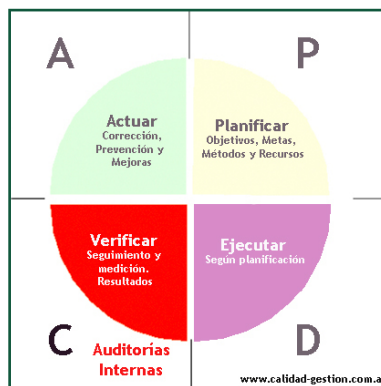 A
P
Actuar
Corrección,
Prevención y
Mejoras
Planificar
Objetivos, Metas,
Métodos y Recursos
Verificar
Seguimiento y
medición.
Resultados
Ejecutar
Según planificación
C
Auditorías
Internas
D
www.calidad-gestion.com.a